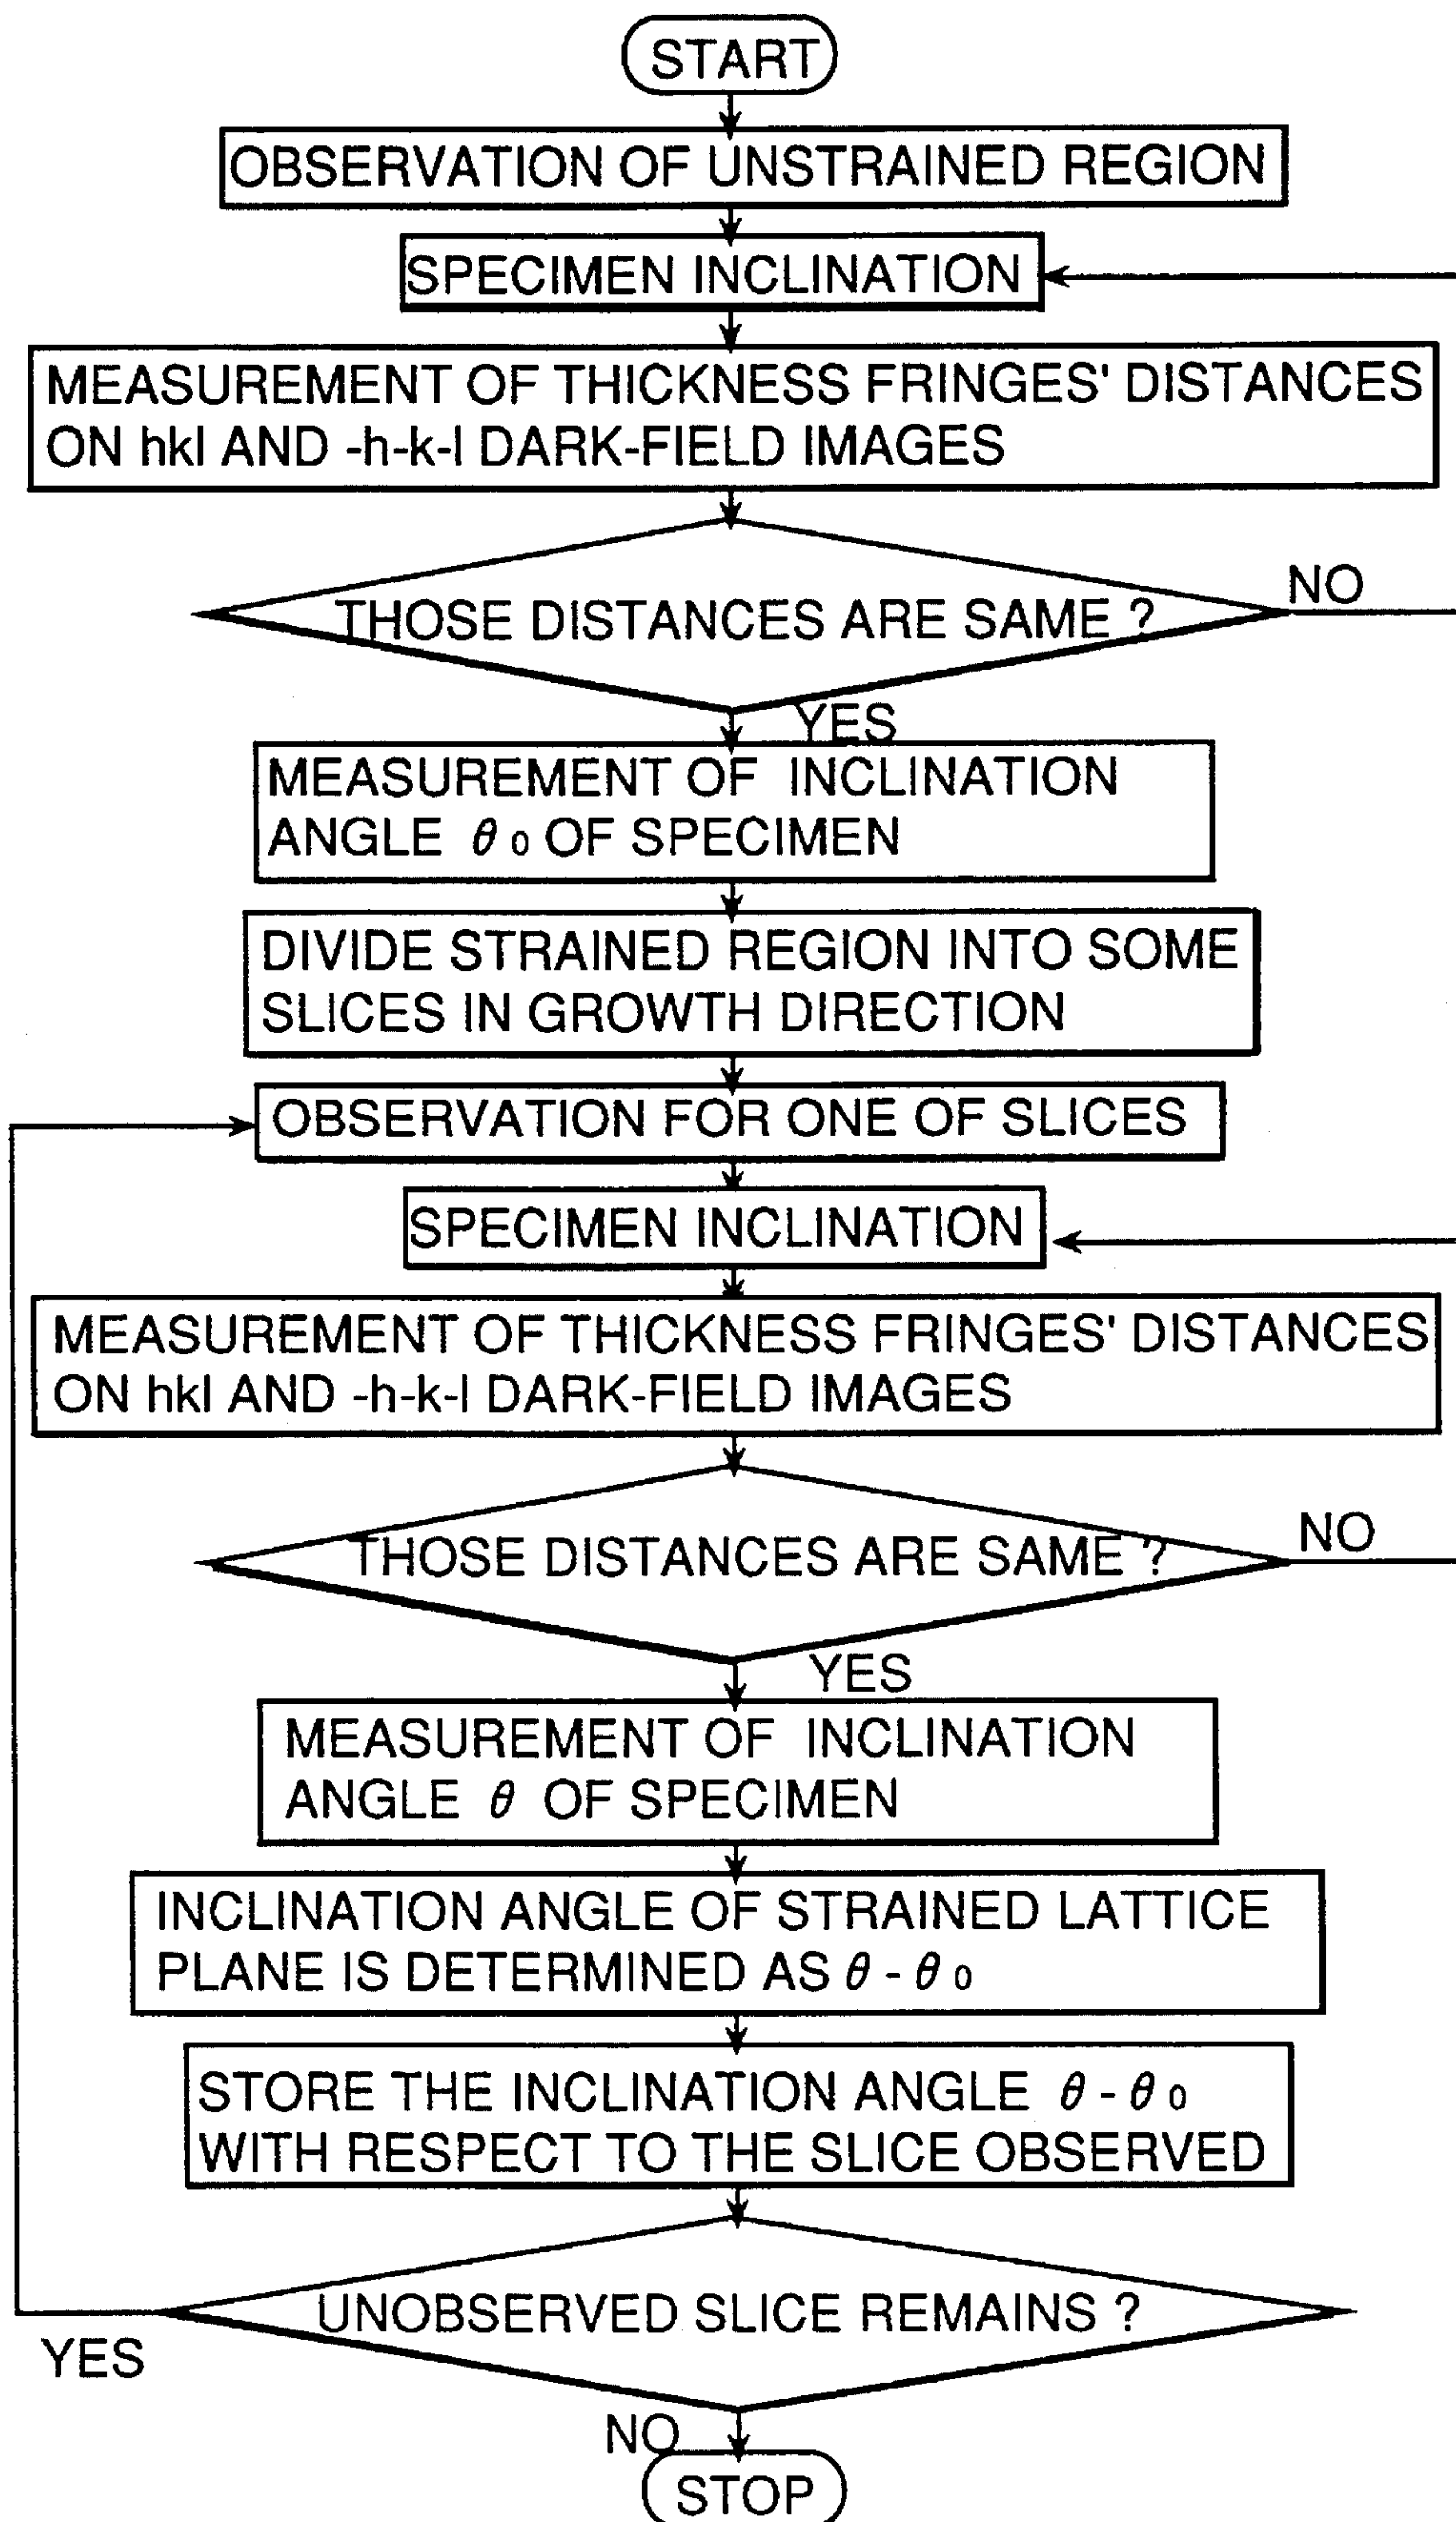 START
OBSERVATION OF UNSTRAINED REGION
SPECIMEN INCLINATION
MEASUREMENT OF THICKNESS FRINGES' DISTANCES
ON hkl AND -h-k-l DARK-FIELD IMAGES
THOSE DISTANCES ARE SAME ?
NO
YES
MEASUREMENT OF INCLINATION
ANGLE θ₀ OF SPECIMEN
DIVIDE STRAINED REGION INTO SOME
SLICES IN GROWTH DIRECTION
OBSERVATION FOR ONE OF SLICES
SPECIMEN INCLINATION
MEASUREMENT OF THICKNESS FRINGES' DISTANCES
ON hkl AND -h-k-l DARK-FIELD IMAGES
THOSE DISTANCES ARE SAME ?
NO
YES
MEASUREMENT OF INCLINATION
ANGLE θ OF SPECIMEN
INCLINATION ANGLE OF STRAINED LATTICE
PLANE IS DETERMINED AS θ - θ₀
STORE THE INCLINATION ANGLE θ - θ₀
WITH RESPECT TO THE SLICE OBSERVED
UNOBSERVED SLICE REMAINS ?
YES
NO
STOP